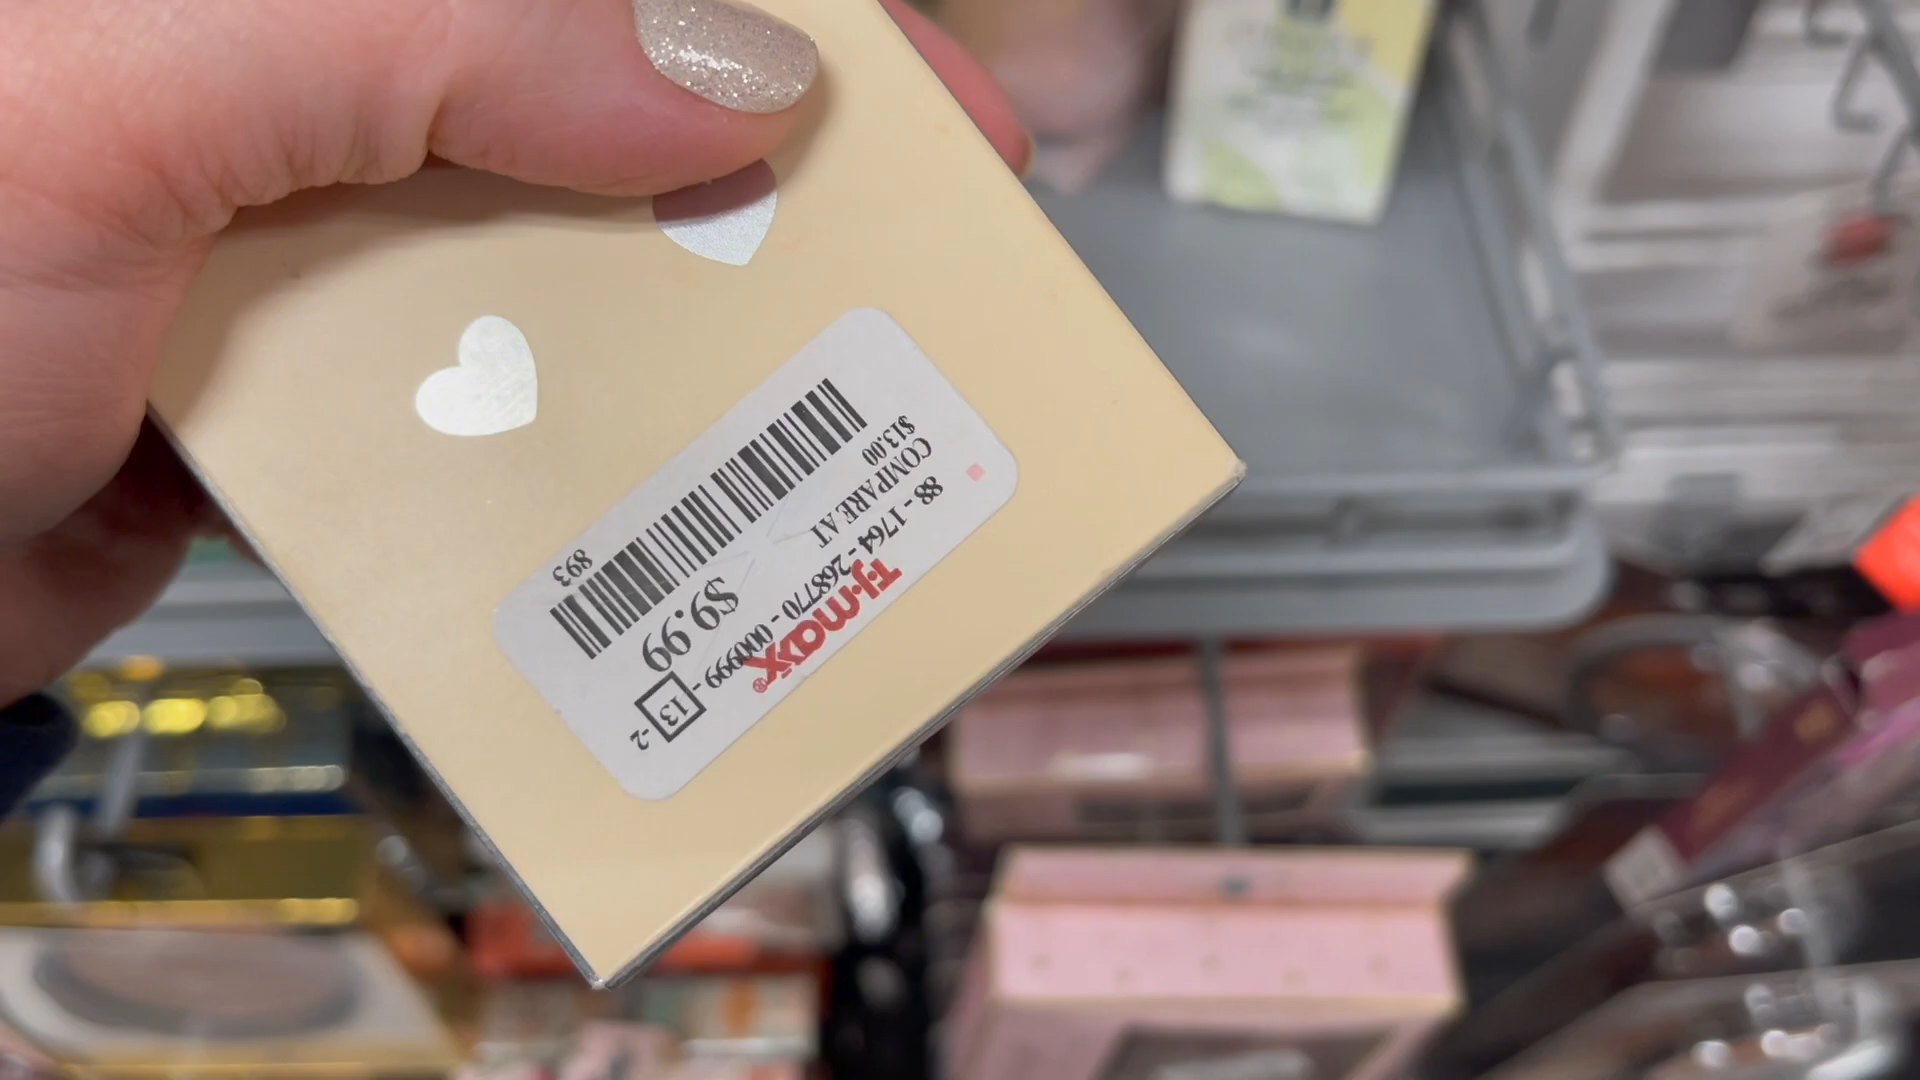 T.J.maxx®
88 - 1764 - 268770 - 000999 -
13
-2
COMPARE AT
$13.00
$9.99
893